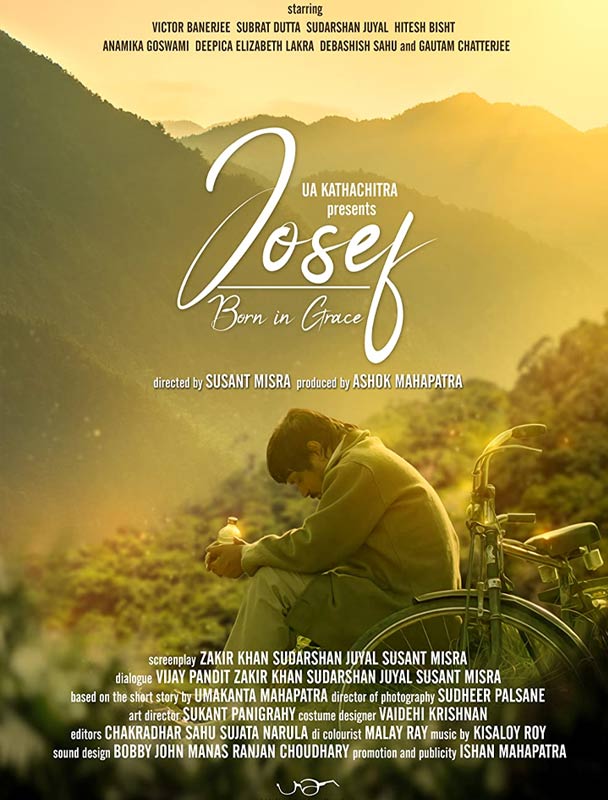 starring
VICTOR BANERJEE SUBRAT DUTTA SUDARSHAN JUYAL HITESH BISHT
ANAMIKA GOSWAMI DEEPICA ELIZABETH LAKRA DEBASHISH SAHU and GAUTAM CHATTERJEE
UA KATHACHITRA
presents
Josef
Born in Grace
directed by SUSANT MISRA produced by ASHOK MAHAPATRA
screenplay ZAKIR KHAN SUDARSHAN JUYAL SUSANT MISRA
dialogue VIJAY PANDIT ZAKIR KHAN SUDARSHAN JUYAL SUSANT MISRA
based on the short story by UMAKANTA MAHAPATRA director of photography SUDHEER PALSANE
art director SUKANT PANIGRAHY costume designer VAIDEHI KRISHNAN
editors CHAKRADHAR SAHU SUJATA NARULA di colourist MALAY RAY music by KISALOY ROY
sound design BOBBY JOHN MANAS RANJAN CHOUDHARY promotion and publicity ISHAN MAHAPATRA